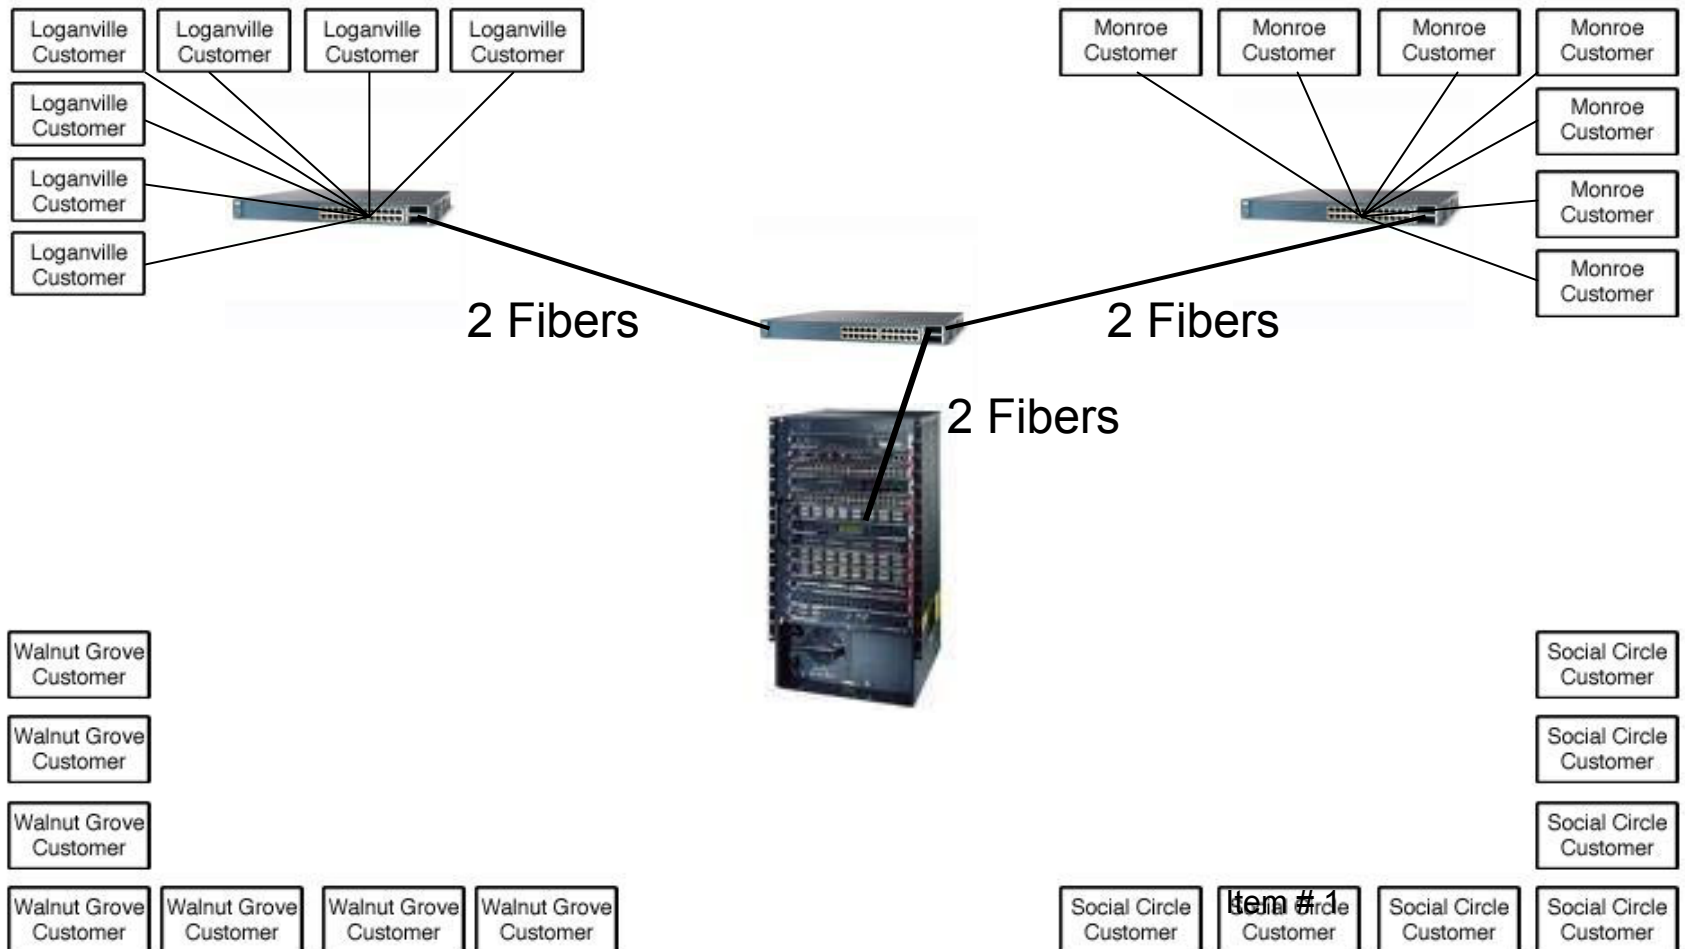 Loganville
Customer
Loganville
Customer
Loganville
Customer
Loganville
Customer
Monroe
Customer
Monroe
Customer
Monroe
Customer
Monroe
Customer
Loganville
Customer
Monroe
Customer
Loganville
Customer
Monroe
Customer
Loganville
Customer
Monroe
Customer
2 Fibers
2 Fibers
2 Fibers
Walnut Grove
Customer
Social Circle
Customer
Walnut Grove
Customer
Social Circle
Customer
Walnut Grove
Customer
Social Circle
Customer
Walnut Grove
Customer
Walnut Grove
Customer
Walnut Grove
Customer
Walnut Grove
Customer
Social Circle
Customer
Social Circle
Customer
Item # 1
Social Circle
Customer
Social Circle
Customer